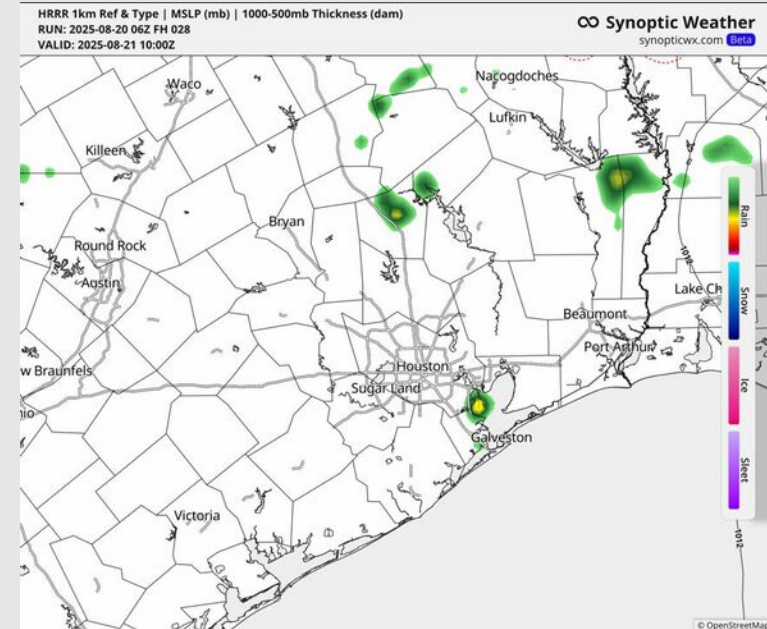 HRRR 1km Ref & Type | MSLP (mb) | 1000-500mb Thickness (dam)
RUN: 2025-08-20 06Z FH 028
VALID: 2025-08-21 10:00Z
Synoptic Weather
synopticwx.com Beta
Waco
Nacogdoches
Lufkin
Killeen
Rain
Bryan
Round Rock
1012
Austin
Snow
Lake Ch
Beaumont
Port Arthur
w Braunfels
Houston
Sugar Land
Ice
nio
Galveston
Sleet
Victoria
1012
© OpenStreetMap